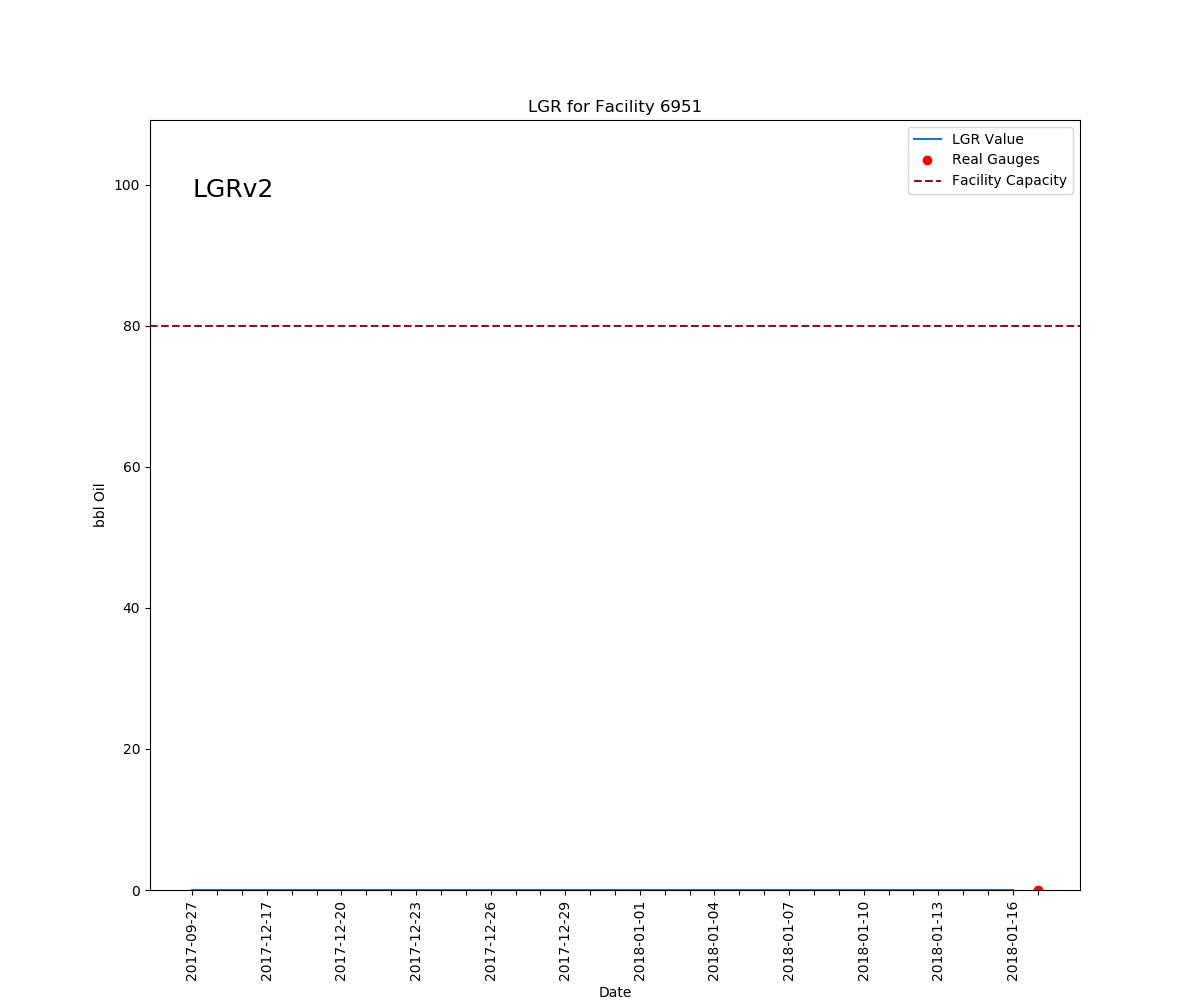 LGR for Facility 6951
LGR Value
Real Gauges
Facility Capacity
LGRv2
100
80
60
40
20
0
bbl Oil
2017-09-27
2017-12-17
2017-12-20
2017-12-23
2017-12-26
2017-12-29
2018-01-01
2018-01-04
2018-01-07
2018-01-10
2018-01-13
2018-01-16
Date